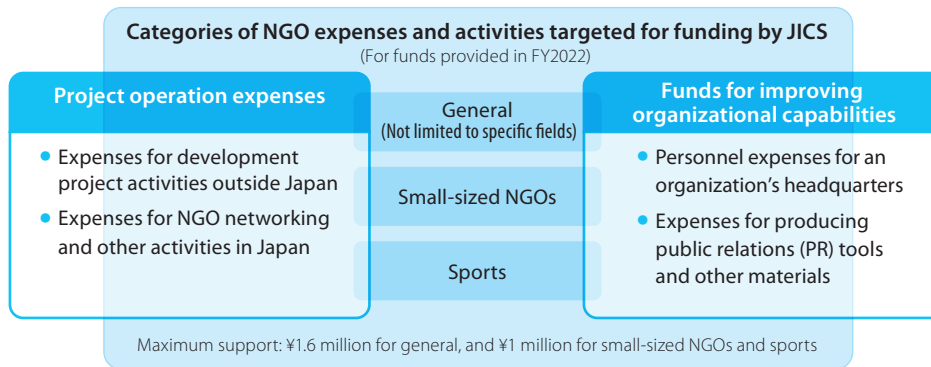 Categories of NGO expenses and activities targeted for funding by JICS
(For funds provided in FY2022)
Project operation expenses
• Expenses for development
project activities outside Japan
• Expenses for NGO networking
and other activities in Japan
General
(Not limited to specific fields)
Small-sized NGOs
Sports
Funds for improving
organizational capabilities
• Personnel expenses for an
organization's headquarters
• Expenses for producing
public relations (PR) tools
and other materials
Maximum support: ¥1.6 million for general, and ¥1 million for small-sized NGOs and sports